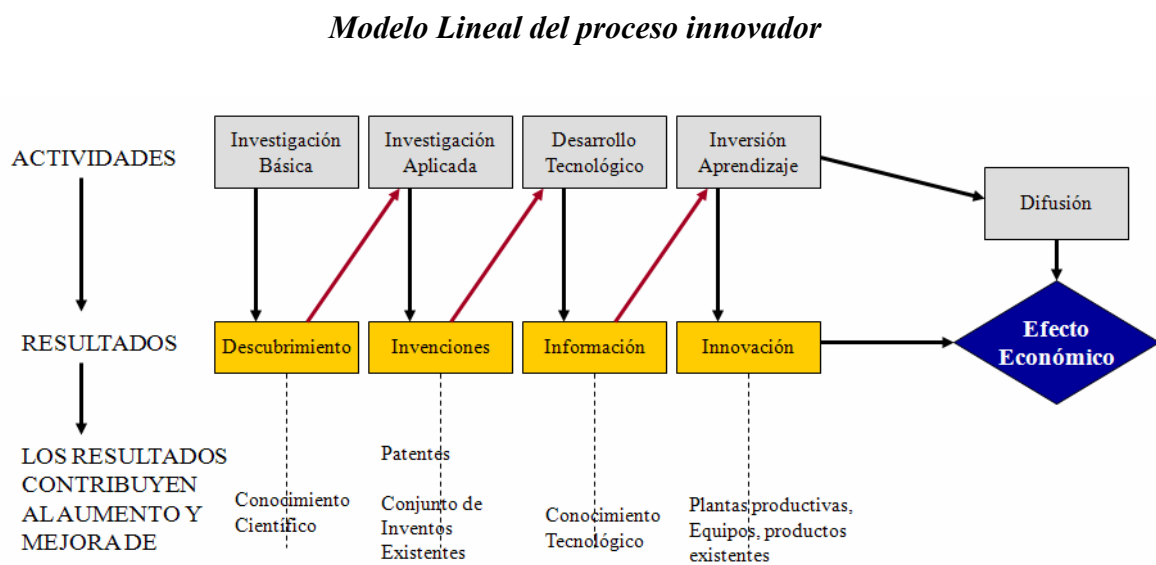 Modelo Lineal del proceso innovador
ACTIVIDADES
Investigación
Básica
Investigación
Aplicada
Desarrollo
Tecnológico
Inversión
Aprendizaje
Difusión
RESULTADOS
Descubrimiento
Invenciones
Información
Innovación
Efecto
Económico
LOS RESULTADOS
CONTRIBUYEN
AL AUMENTO Y
MEJORA DE
Conocimiento
Científico
Patentes
Conjunto de
Inventos
Existentes
Conocimiento
Tecnológico
Plantas productivas,
Equipos, productos
existentes